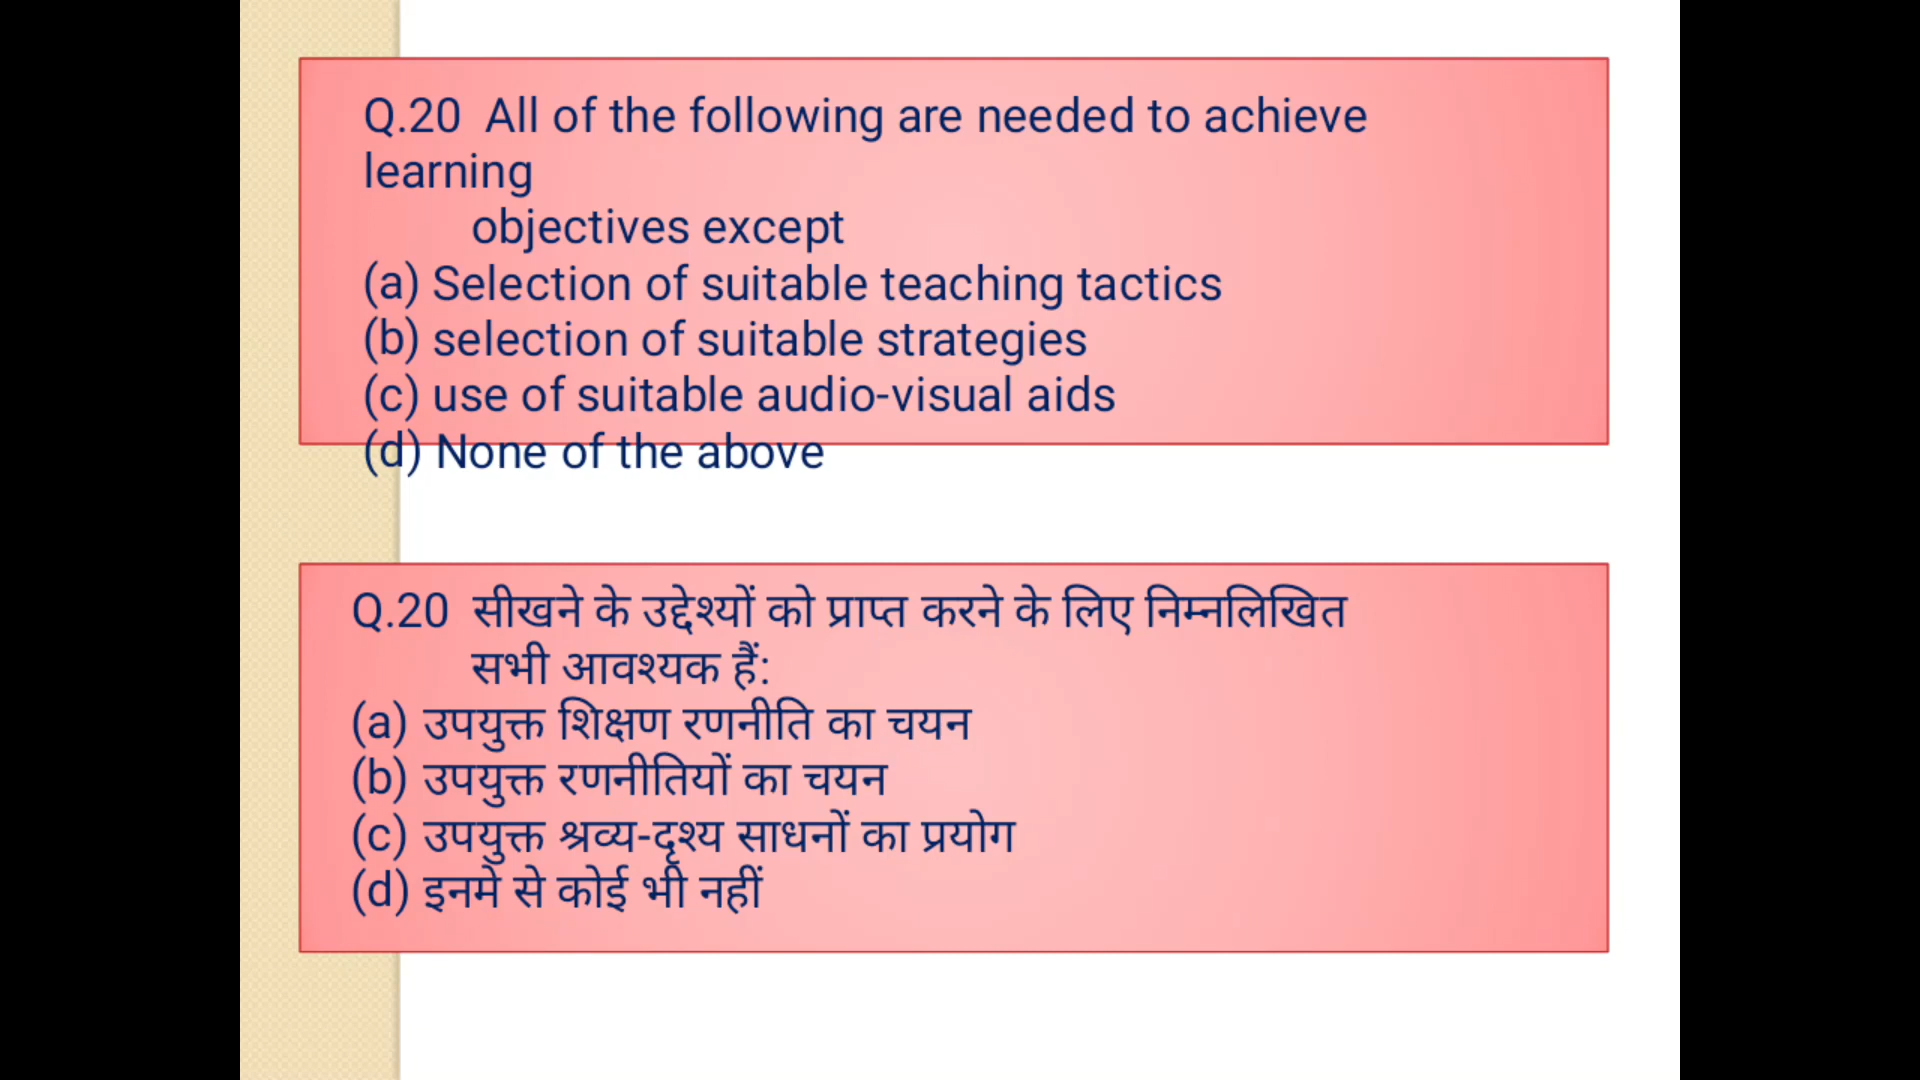 Q.20 All of the following are needed to achieve
learning
objectives except
(a) Selection of suitable teaching tactics
(b) selection of suitable strategies
(c) use of suitable audio-visual aids
(d) None of the above
Q.20 सीखने के उद्देश्यों को प्राप्त करने के लिए निम्नलिखित
सभी आवश्यक हैं:
(a) उपयुक्त शिक्षण रणनीति का चयन
(b) उपयुक्त रणनीतियों का चयन
(c) उपयुक्त श्रव्य-दृश्य साधनों का प्रयोग
(d) इनमे से कोई भी नहीं